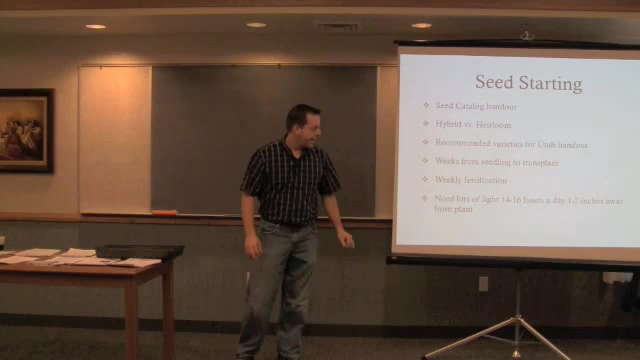 Seed Starting
Seed Catalog handout
Hybrid vs. Heirloom
Recommended varieties for Utah handout
Weeks from seedling to transplant
Weekly fertilization
Need lots of light 14-16 hours a day 1-2 inches away
from plant